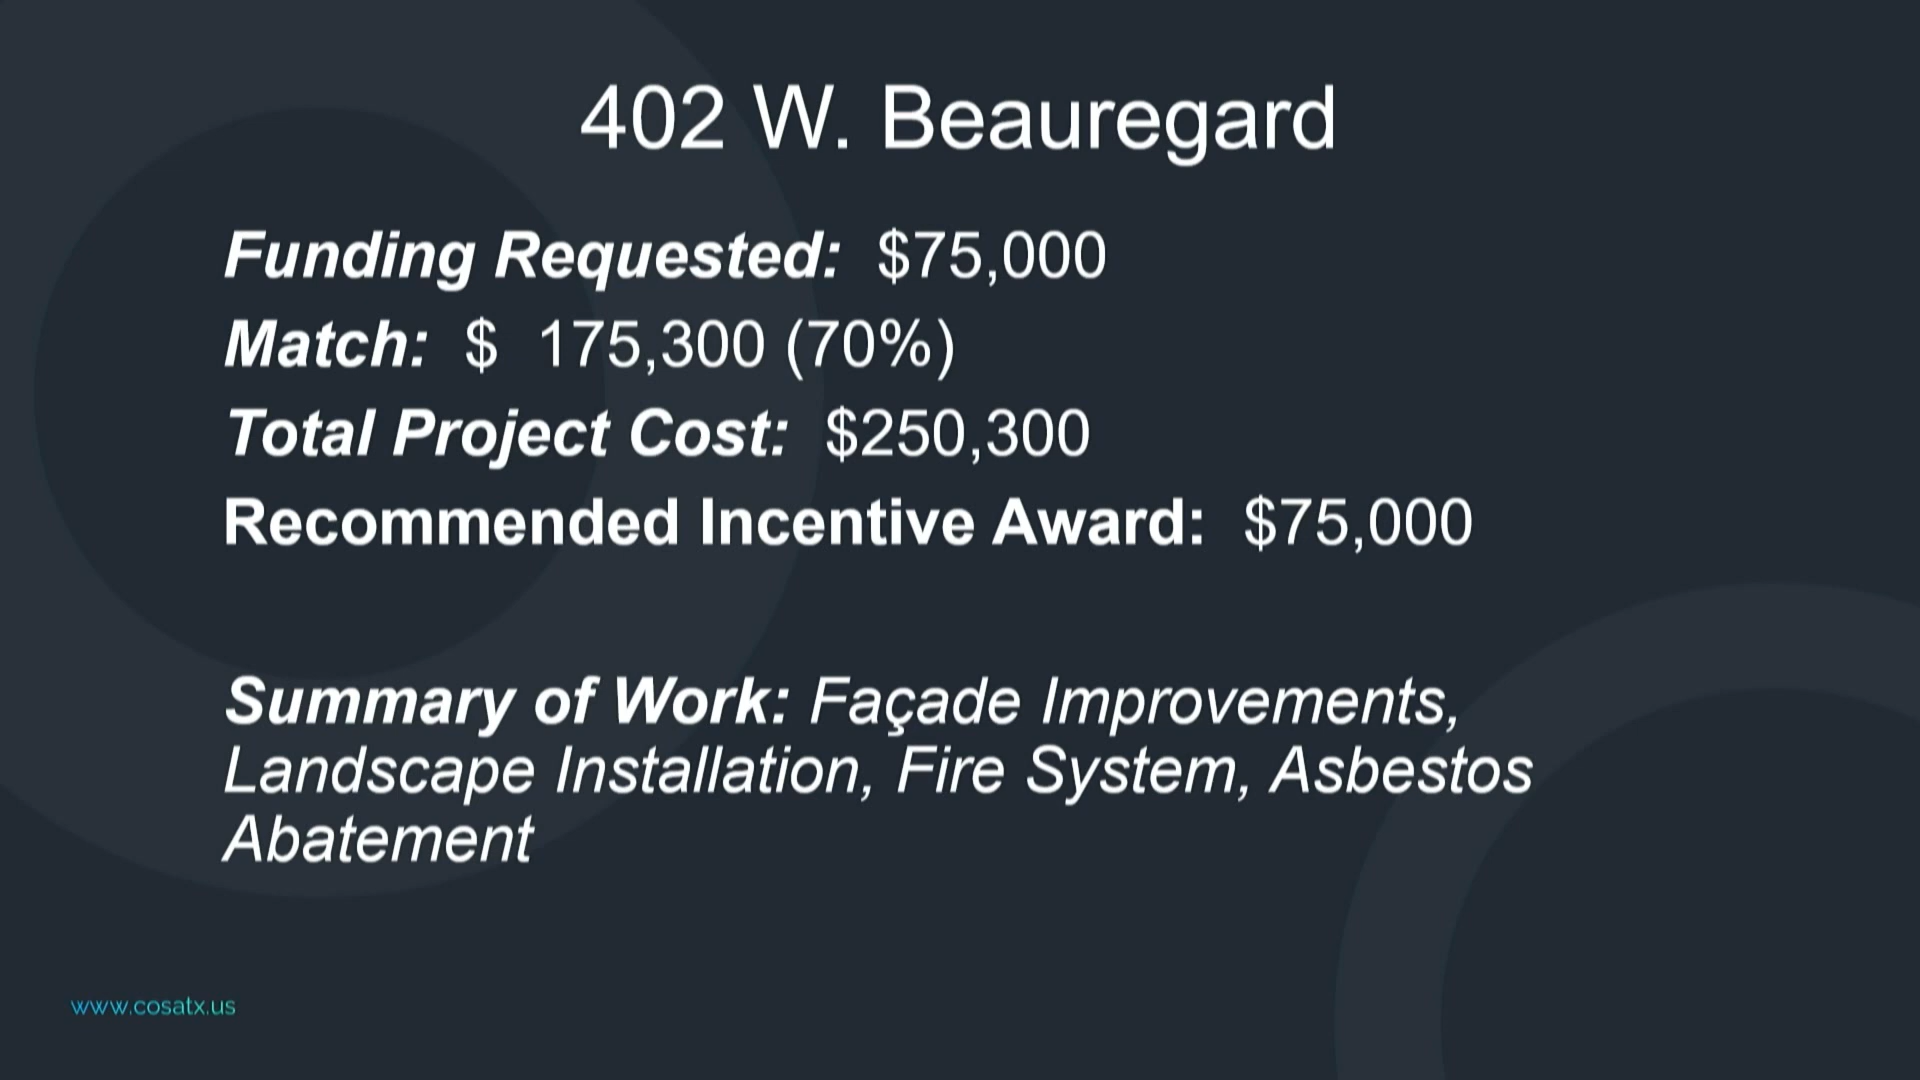 402 W. Beauregard
Funding Requested: $75,000
Match: $ 175,300 (70%)
Total Project Cost: $250,300
Recommended Incentive Award: $75,000
Summary of Work: Façade Improvements,
Landscape Installation, Fire System, Asbestos
Abatement
www.cosatx.us